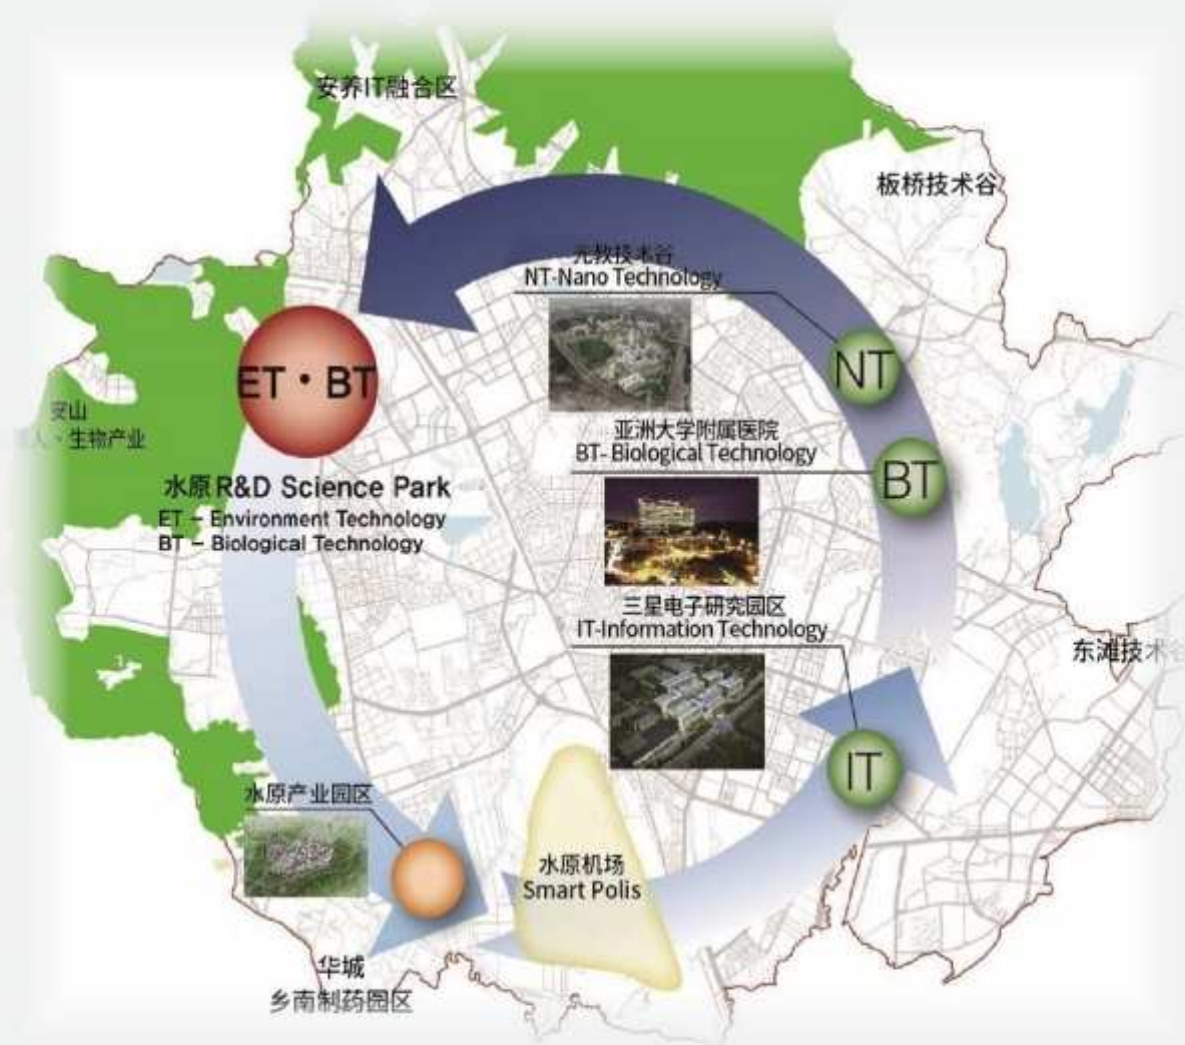 安养IT融合区
板桥技术谷
光教技术谷
NT-Nano Technology
NT
ET・BT
安山
・生物产业
亚洲大学附属医院
BT- Biological Technology
BT
水原 R&D Science Park
ET – Environment Technology
BT – Biological Technology
三星电子研究园区
IT-Information Technology
东滩技术谷
IT
水原产业园区
水原机场
Smart Polis
华城
乡南制药园区